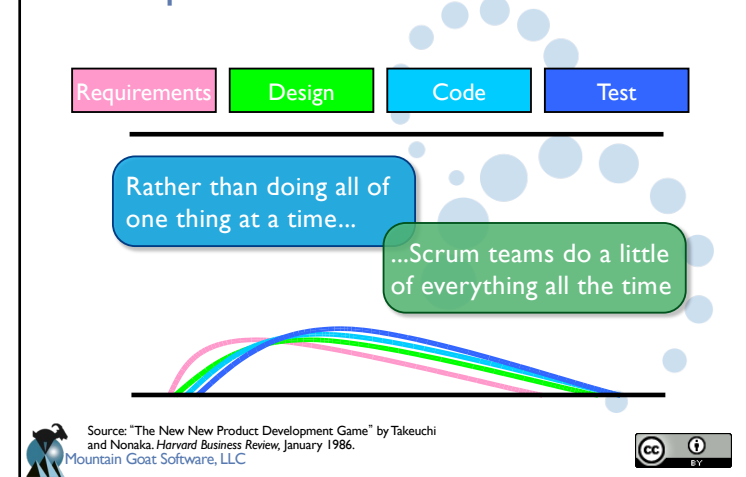 Requirements
Design
Code
Test
Rather than doing all of
one thing at a time...
...Scrum teams do a little
of everything all the time
Source: “The New New Product Development Game” by Takeuchi
and Nonaka. Harvard Business Review, January 1986.
Mountain Goat Software, LLC
cc
BY